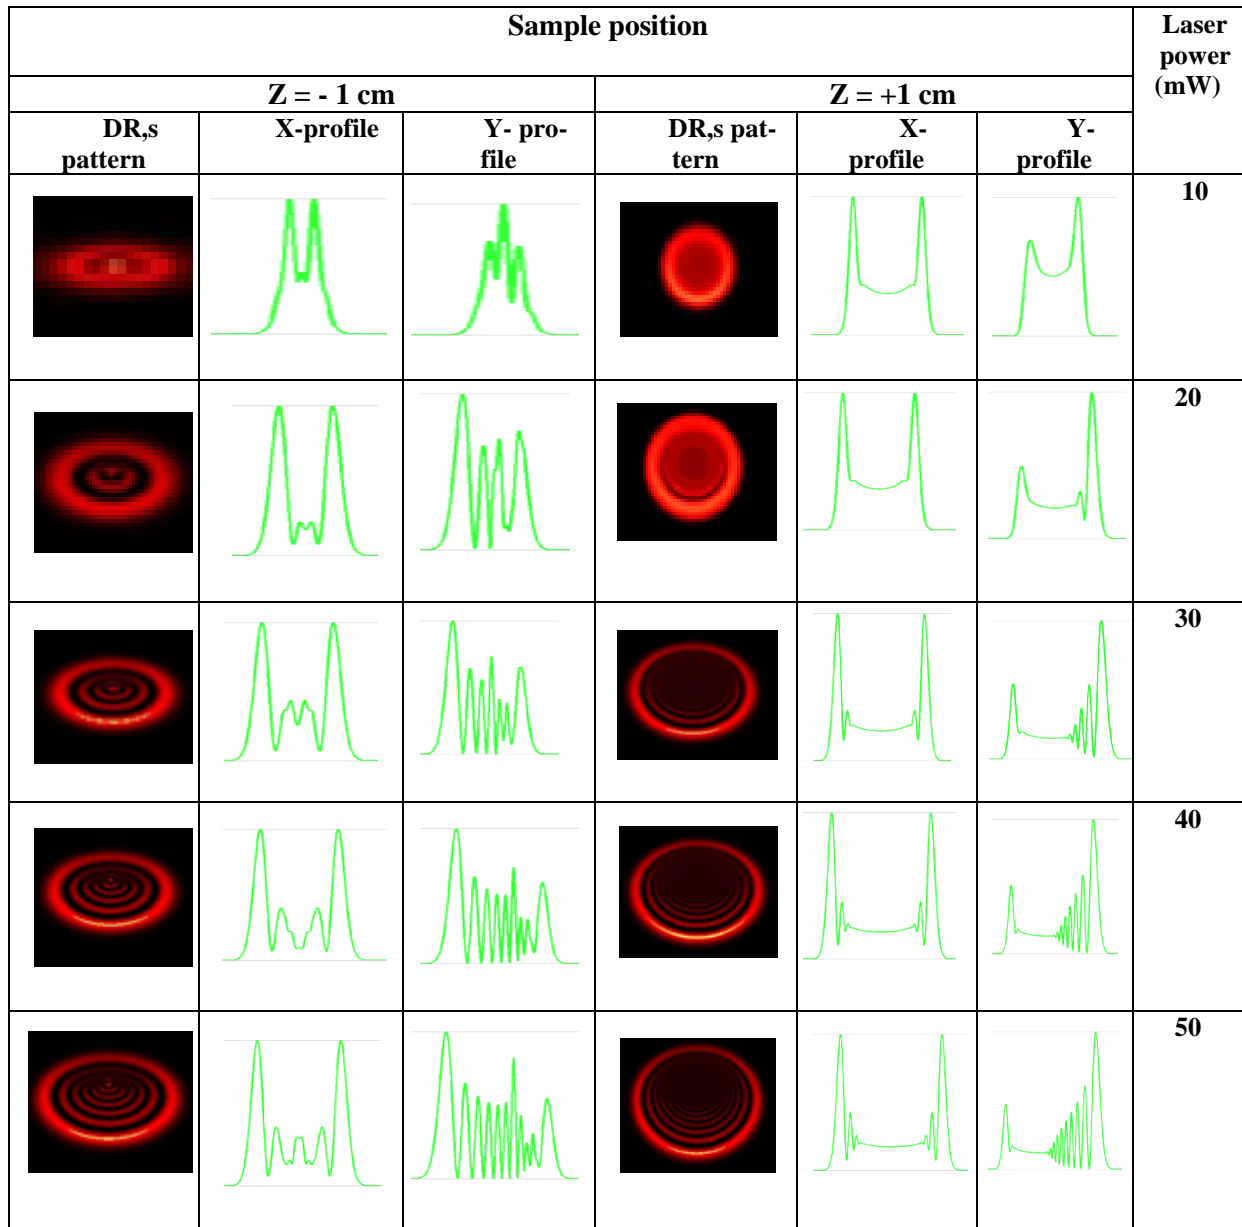 Sample position
Laser
power
(mW)
Z = - 1 cm
Z = +1 cm
DR,s
pattern
X-profile
Y- pro-
file
DR,s pat-
tern
X-
profile
Y-
profile
10
20
30
40
50